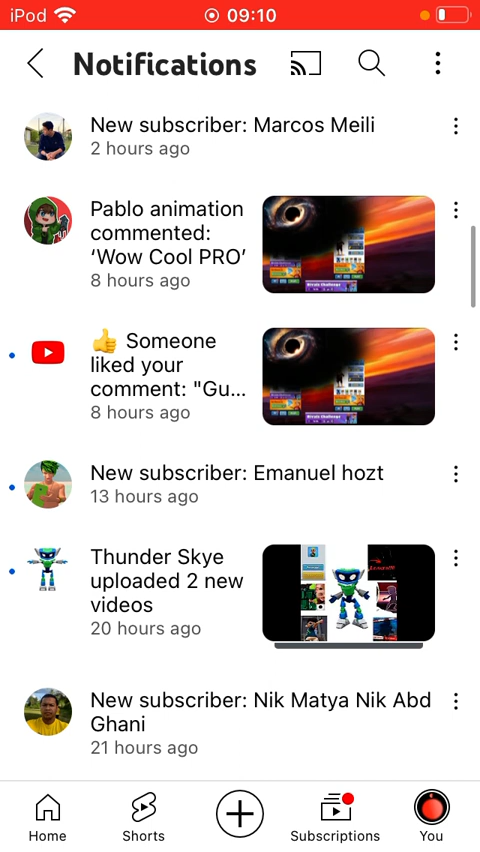 iPod 09:10
Notifications
New subscriber: Marcos Meili
2 hours ago
Pablo animation
commented:
‘Wow Cool PRO’
8 hours ago
👍 Someone
liked your
comment: "Gu...
8 hours ago
New subscriber: Emanuel hozt
13 hours ago
Thunder Skye
uploaded 2 new
videos
20 hours ago
New subscriber: Nik Matya Nik Abd
Ghani
21 hours ago
Home Shorts Subscriptions You